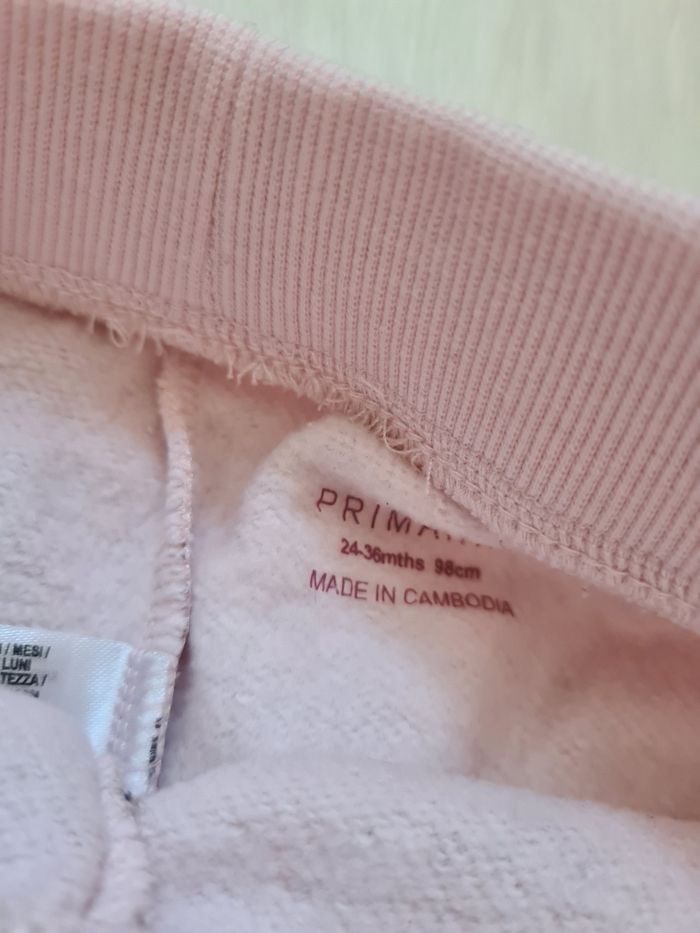 PRIMA
24-36mths 98cm
MADE IN CAMBODIA
/ MESI /
LUNI
TEZZA /